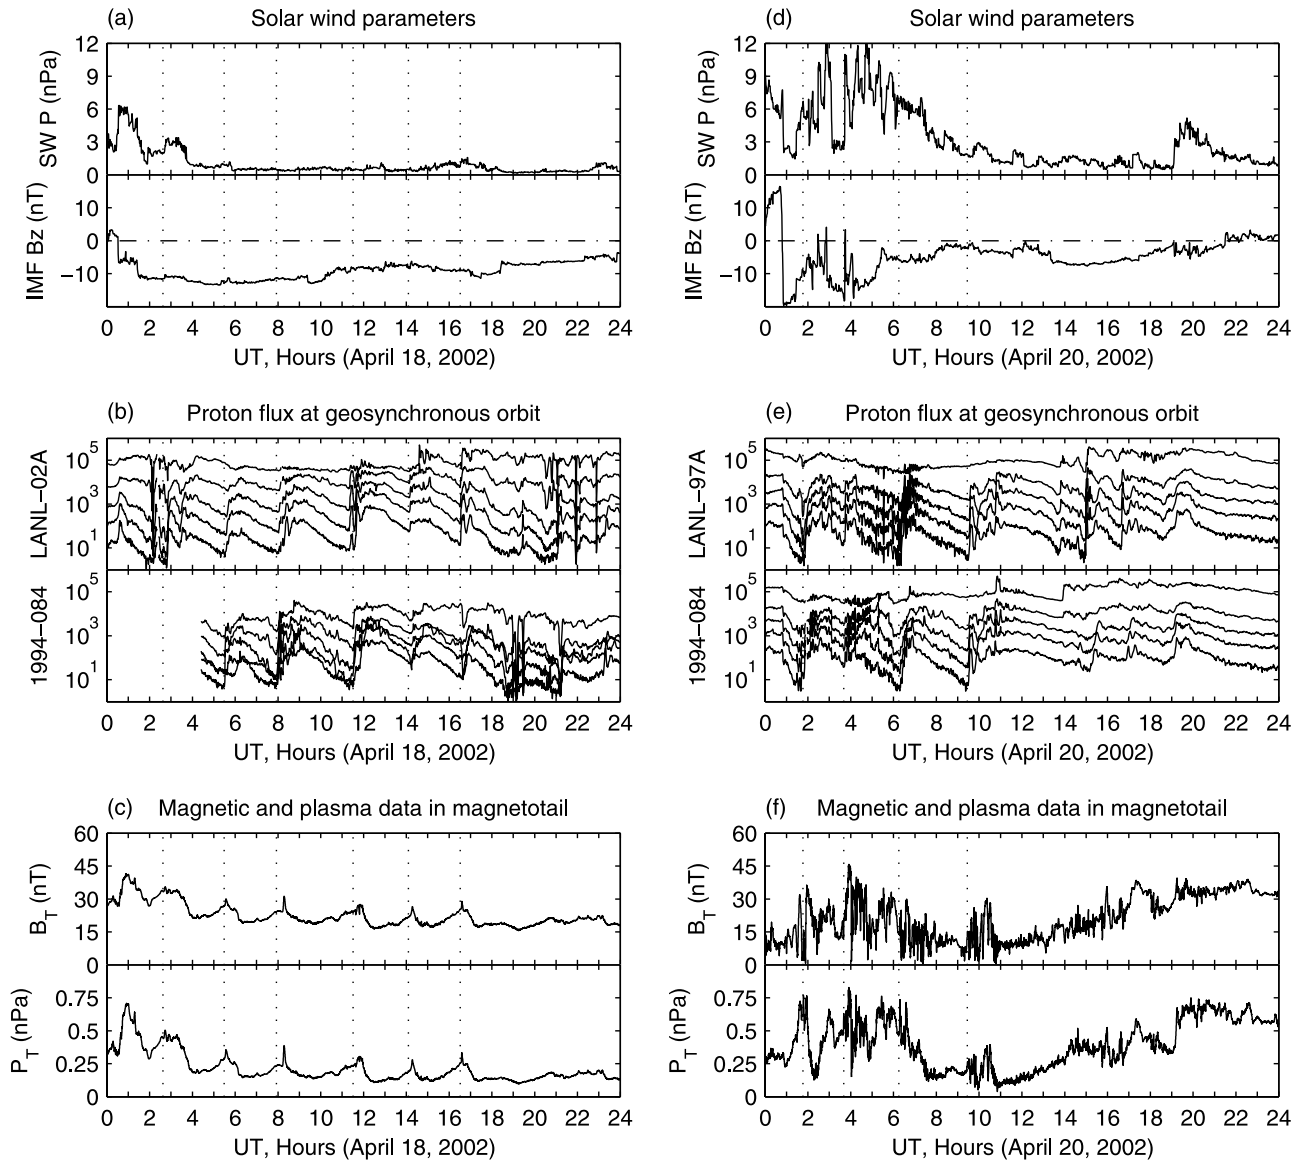 (a) Solar wind parameters
SW P (nPa)
12
9
6
3
0
IMF Bz (nT)
10
0
−10
0 2 4 6 8 10 12 14 16 18 20 22 24
UT, Hours (April 18, 2002)
(b) Proton flux at geosynchronous orbit
LANL−02A
10^5
10^3
10^1
1994−084
10^5
10^3
10^1
0 2 4 6 8 10 12 14 16 18 20 22 24
UT, Hours (April 18, 2002)
(c) Magnetic and plasma data in magnetotail
B_T (nT)
60
45
30
15
0
P_T (nPa)
0.75
0.5
0.25
0
0 2 4 6 8 10 12 14 16 18 20 22 24
UT, Hours (April 18, 2002)
(d) Solar wind parameters
SW P (nPa)
12
9
6
3
0
IMF Bz (nT)
10
0
−10
0 2 4 6 8 10 12 14 16 18 20 22 24
UT, Hours (April 20, 2002)
(e) Proton flux at geosynchronous orbit
LANL−97A
10^5
10^3
10^1
1994−084
10^5
10^3
10^1
0 2 4 6 8 10 12 14 16 18 20 22 24
UT, Hours (April 20, 2002)
(f) Magnetic and plasma data in magnetotail
B_T (nT)
60
45
30
15
0
P_T (nPa)
0.75
0.5
0.25
0
0 2 4 6 8 10 12 14 16 18 20 22 24
UT, Hours (April 20, 2002)